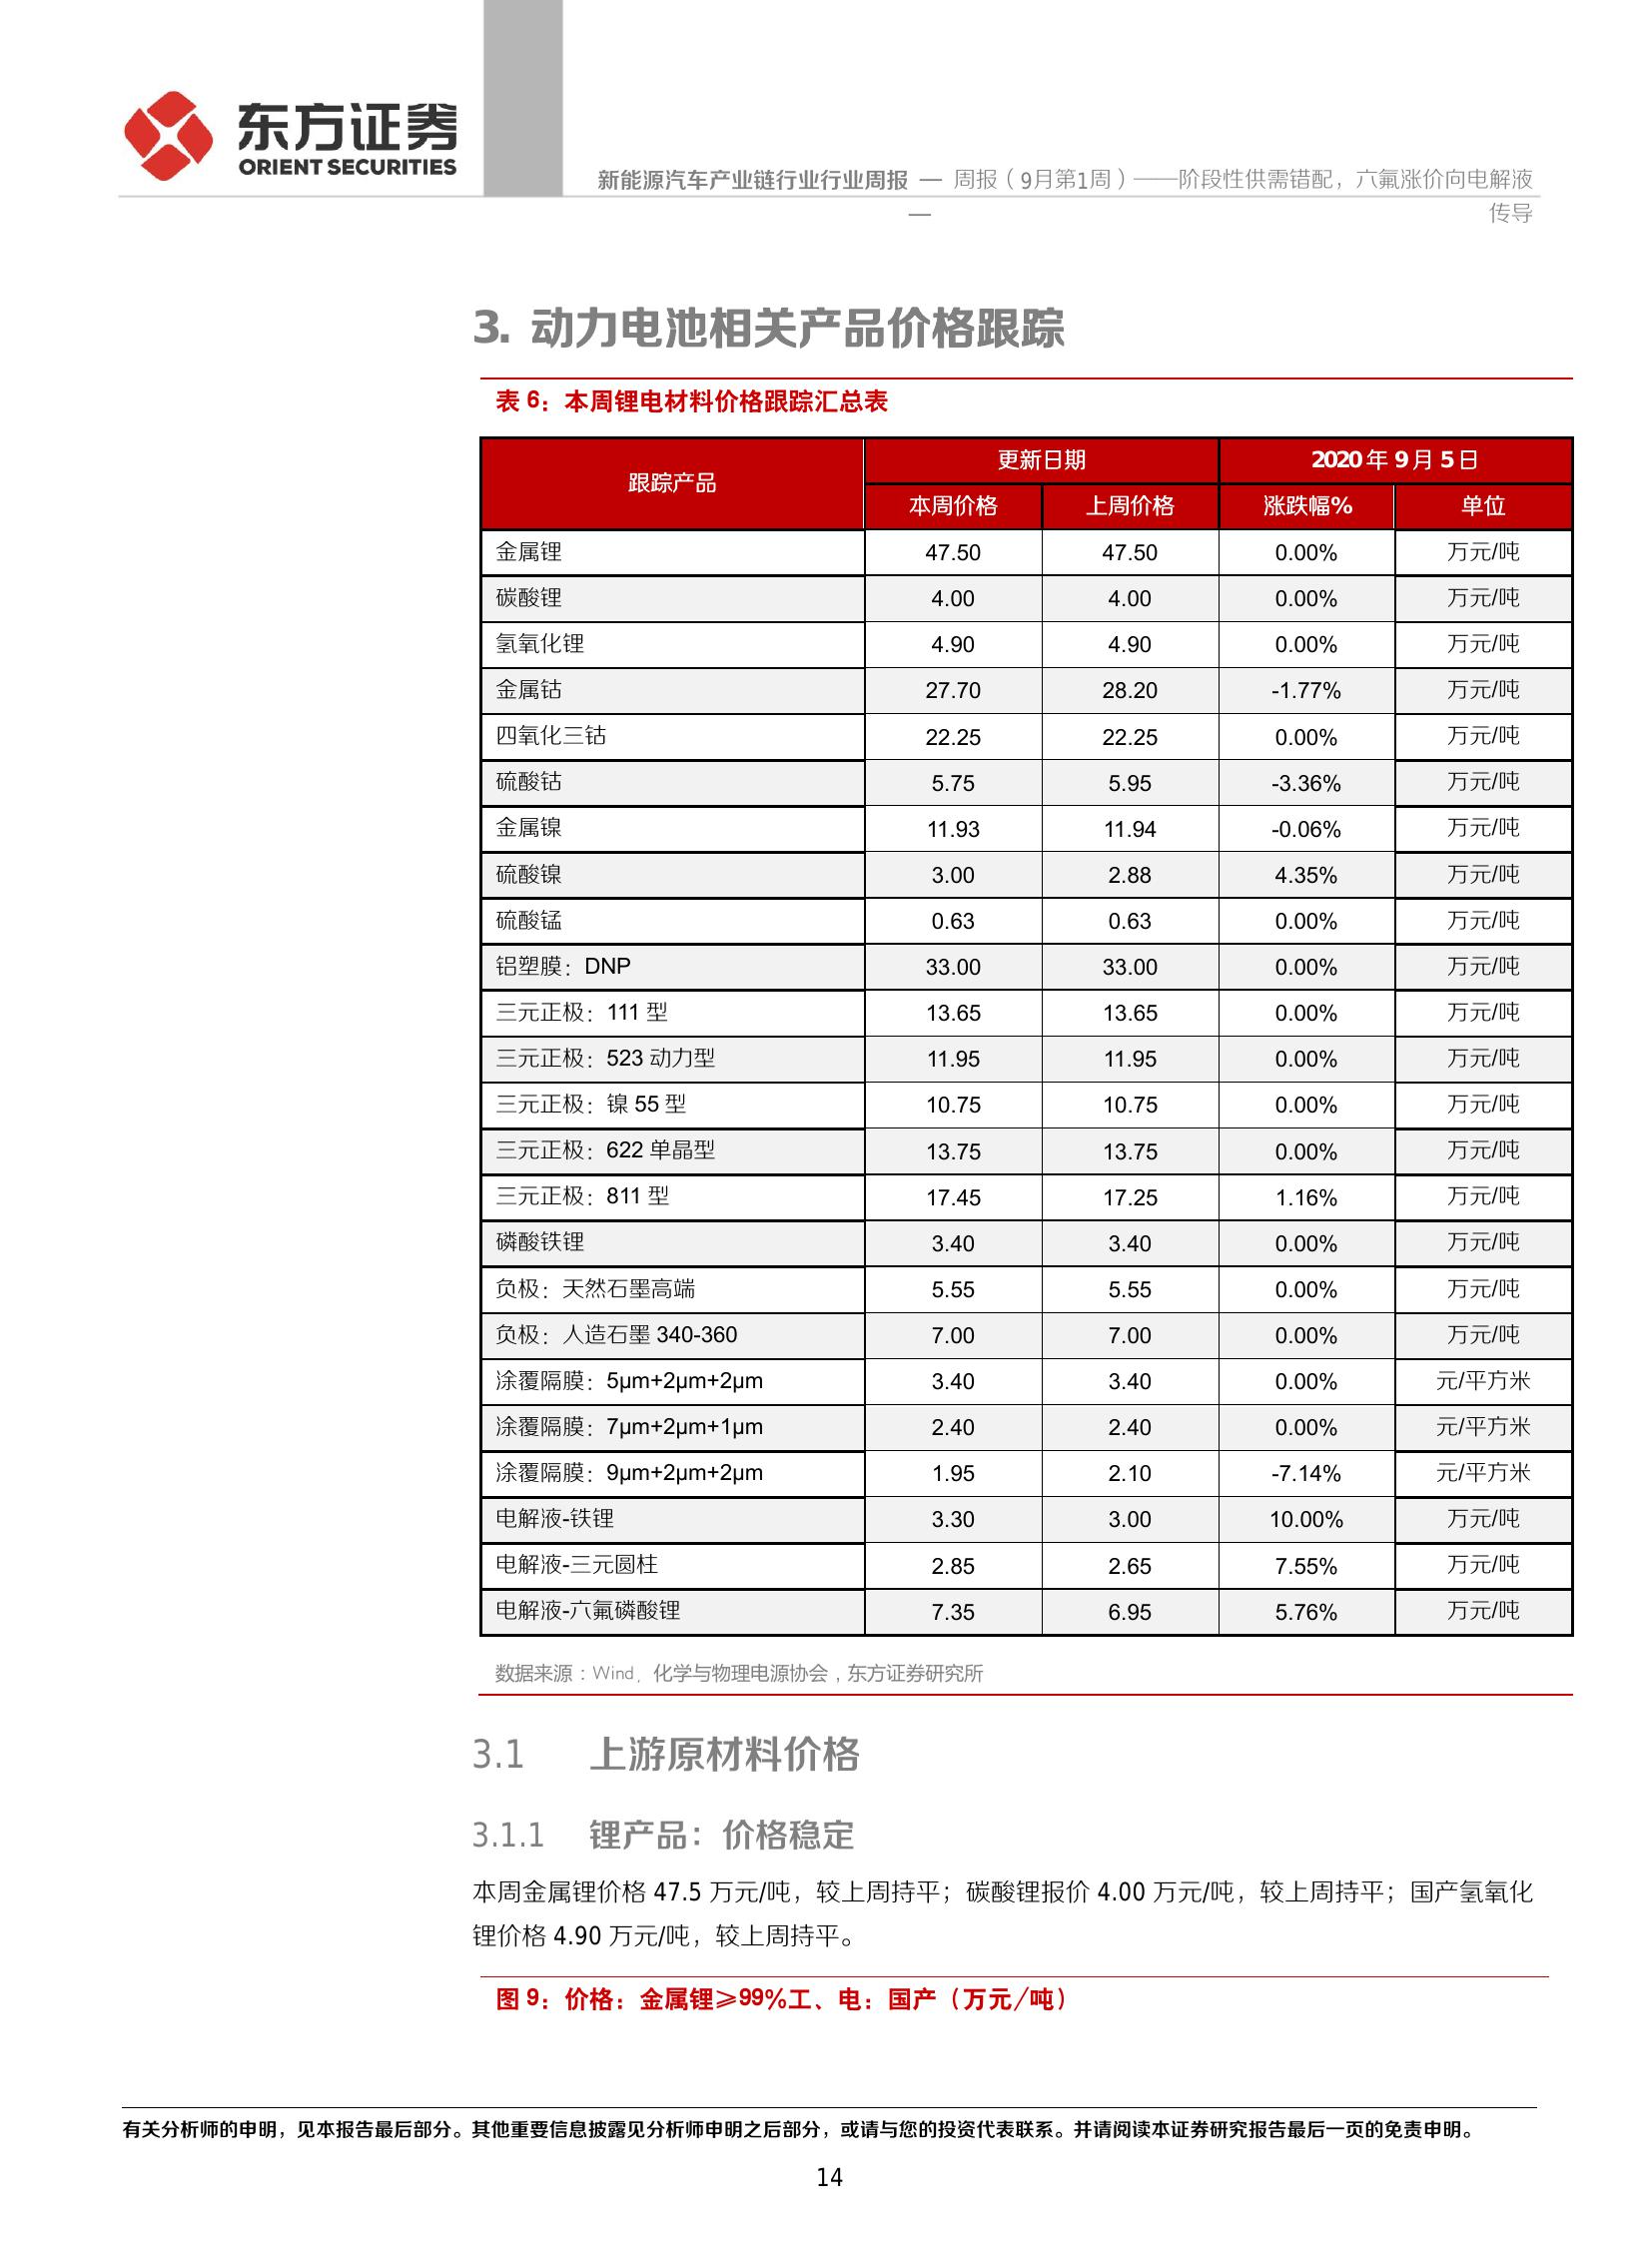 东方证券
ORIENT SECURITIES
新能源汽车产业链行业行业周报 — 周报（9月第1周）——阶段性供需错配，六氟涨价向电解液
— 传导
3. 动力电池相关产品价格跟踪
表 6：本周锂电材料价格跟踪汇总表
跟踪产品 更新日期 2020 年 9 月 5 日
本周价格 上周价格 涨跌幅% 单位
金属锂 47.50 47.50 0.00% 万元/吨
碳酸锂 4.00 4.00 0.00% 万元/吨
氢氧化锂 4.90 4.90 0.00% 万元/吨
金属钴 27.70 28.20 -1.77% 万元/吨
四氧化三钴 22.25 22.25 0.00% 万元/吨
硫酸钴 5.75 5.95 -3.36% 万元/吨
金属镍 11.93 11.94 -0.06% 万元/吨
硫酸镍 3.00 2.88 4.35% 万元/吨
硫酸锰 0.63 0.63 0.00% 万元/吨
铝塑膜：DNP 33.00 33.00 0.00% 万元/吨
三元正极：111 型 13.65 13.65 0.00% 万元/吨
三元正极：523 动力型 11.95 11.95 0.00% 万元/吨
三元正极：镍 55 型 10.75 10.75 0.00% 万元/吨
三元正极：622 单晶型 13.75 13.75 0.00% 万元/吨
三元正极：811 型 17.45 17.25 1.16% 万元/吨
磷酸铁锂 3.40 3.40 0.00% 万元/吨
负极：天然石墨高端 5.55 5.55 0.00% 万元/吨
负极：人造石墨 340-360 7.00 7.00 0.00% 万元/吨
涂覆隔膜：5μm+2μm+2μm 3.40 3.40 0.00% 元/平方米
涂覆隔膜：7μm+2μm+1μm 2.40 2.40 0.00% 元/平方米
涂覆隔膜：9μm+2μm+2μm 1.95 2.10 -7.14% 元/平方米
电解液-铁锂 3.30 3.00 10.00% 万元/吨
电解液-三元圆柱 2.85 2.65 7.55% 万元/吨
电解液-六氟磷酸锂 7.35 6.95 5.76% 万元/吨
数据来源：Wind、化学与物理电源协会，东方证券研究所
3.1 上游原材料价格
3.1.1 锂产品：价格稳定
本周金属锂价格 47.5 万元/吨，较上周持平；碳酸锂报价 4.00 万元/吨，较上周持平；国产氢氧化
锂价格 4.90 万元/吨，较上周持平。
图 9：价格：金属锂≥99%工、电：国产（万元/吨）
有关分析师的申明，见本报告最后部分。其他重要信息披露见分析师申明之后部分，或请与您的投资代表联系。并请阅读本证券研究报告最后一页的免责申明。
14